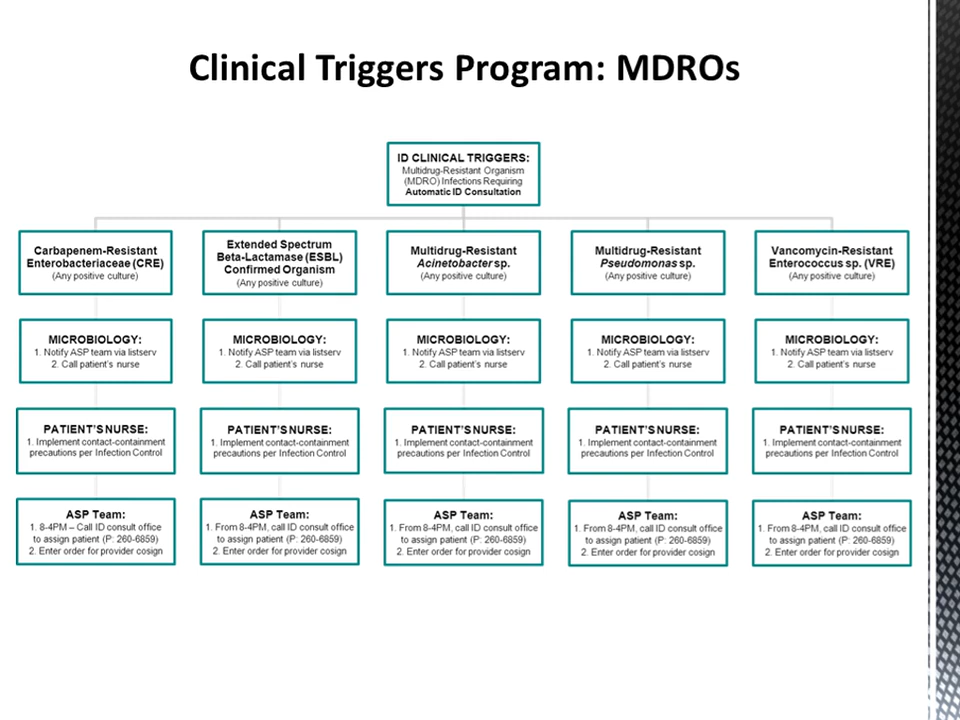 Clinical Triggers Program: MDROs
ID CLINICAL TRIGGERS:
Multidrug-Resistant Organism
(MDRO) Infections Requiring
Automatic ID Consultation
Carbapenem-Resistant
Enterobacteriaceae (CRE)
(Any positive culture)
Extended Spectrum
Beta-Lactamase (ESBL)
Confirmed Organism
(Any positive culture)
Multidrug-Resistant
Acinetobacter sp.
(Any positive culture)
Multidrug-Resistant
Pseudomonas sp.
(Any positive culture)
Vancomycin-Resistant
Enterococcus sp. (VRE)
(Any positive culture)
MICROBIOLOGY:
1. Notify ASP team via listserv
2. Call patient's nurse
MICROBIOLOGY:
1. Notify ASP team via listserv
2. Call patient's nurse
MICROBIOLOGY:
1. Notify ASP team via listserv
2. Call patient's nurse
MICROBIOLOGY:
1. Notify ASP team via listserv
2. Call patient's nurse
MICROBIOLOGY:
1. Notify ASP team via listserv
2. Call patient's nurse
PATIENT'S NURSE:
1. Implement contact-containment
precautions per Infection Control
PATIENT'S NURSE:
1. Implement contact-containment
precautions per Infection Control
PATIENT'S NURSE:
1. Implement contact-containment
precautions per Infection Control
PATIENT'S NURSE:
1. Implement contact-containment
precautions per Infection Control
PATIENT'S NURSE:
1. Implement contact-containment
precautions per Infection Control
ASP Team:
1. 8-4PM – Call ID consult office
to assign patient (P: 260-6859)
2. Enter order for provider cosign
ASP Team:
1. From 8-4PM, call ID consult office
to assign patient (P: 260-6859)
2. Enter order for provider cosign
ASP Team:
1. From 8-4PM, call ID consult office
to assign patient (P: 260-6859)
2. Enter order for provider cosign
ASP Team:
1. From 8-4PM, call ID consult office
to assign patient (P: 260-6859)
2. Enter order for provider cosign
ASP Team:
1. From 8-4PM, call ID consult office
to assign patient (P: 260-6859)
2. Enter order for provider cosign